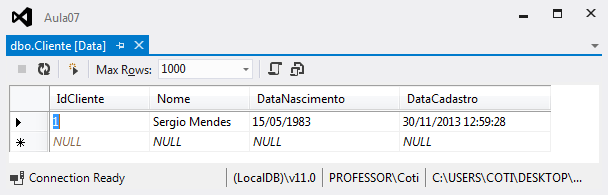 Aula07
dbo.Cliente [Data]
Max Rows: 1000
IdCliente Nome DataNascimento DataCadastro
1 Sergio Mendes 15/05/1983 30/11/2013 12:59:28
NULL NULL NULL NULL
Connection Ready (LocalDB)\v11.0 PROFESSOR\Coti C:\USERS\COTI\DESKTOP\...